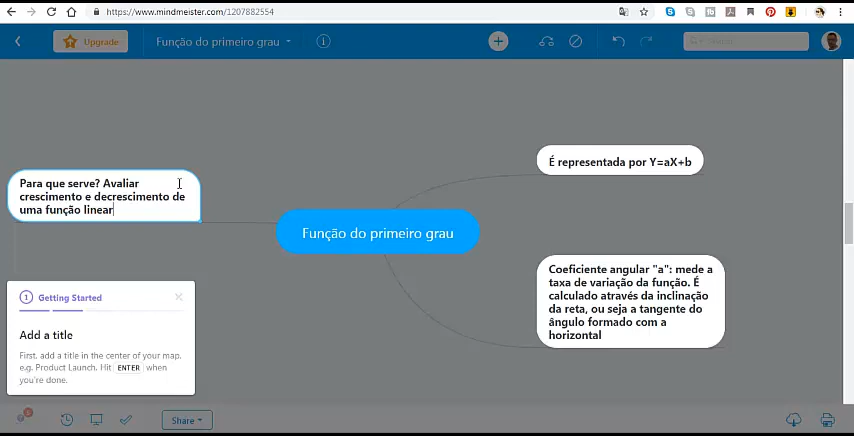 https://www.mindmeister.com/1207882554
Upgrade
Função do primeiro grau
Para que serve? Avaliar
crescimento e decrescimento de
uma função linear
É representada por Y=aX+b
Função do primeiro grau
Coeficiente angular "a": mede a
taxa de variação da função. É
calculado através da inclinação
da reta, ou seja a tangente do
ângulo formado com a
horizontal
1 Getting Started
Add a title
First, add a title in the center of your map,
e.g. Product Launch. Hit ENTER when
you're done.
Share